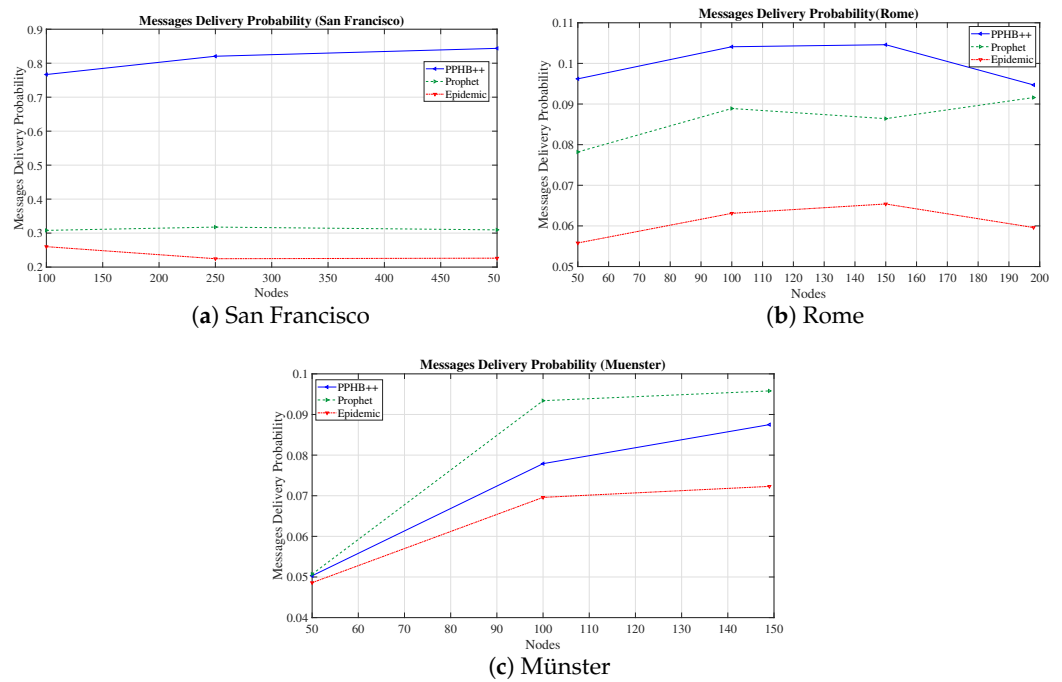 Messages Delivery Probability (San Francisco)
Messages Delivery Probability
0.9
0.8
0.7
0.6
0.5
0.4
0.3
0.2
PPHB++
Prophet
Epidemic
100 150 200 250 300 350 400 450 500
Nodes
(a) San Francisco
Messages Delivery Probability(Rome)
Messages Delivery Probability
0.11
0.1
0.09
0.08
0.07
0.06
0.05
PPHB++
Prophet
Epidemic
50 60 70 80 90 100 110 120 130 140 150 160 170 180 190 200
Nodes
(b) Rome
Messages Delivery Probability (Muenster)
Messages Delivery Probability
0.1
0.09
0.08
0.07
0.06
0.05
0.04
PPHB++
Prophet
Epidemic
50 60 70 80 90 100 110 120 130 140 150
Nodes
(c) Münster